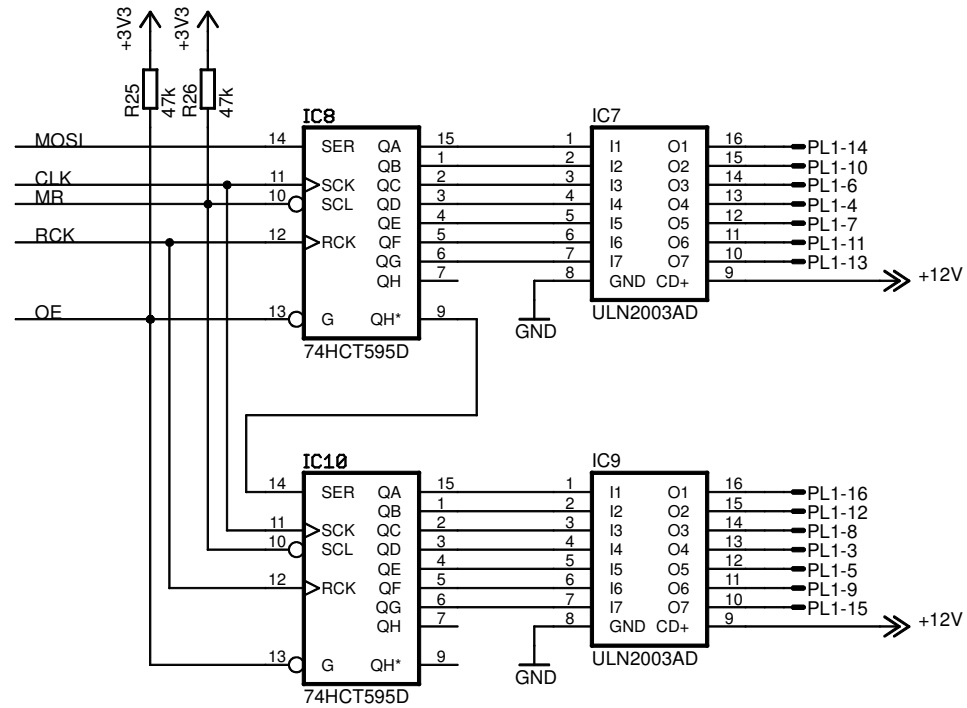 +3V3
+3V3
R25
47k
R26
47k
IC8
IC7
MOSI
14
SER
QA
15
1
I1
O1
16
PL1-14
QB
1
2
I2
O2
15
PL1-10
CLK
11
SCK
QC
2
3
I3
O3
14
PL1-6
MR
10
SCL
QD
3
4
I4
O4
13
PL1-4
QE
4
5
I5
O5
12
PL1-7
RCK
12
RCK
QF
5
6
I6
O6
11
PL1-11
QG
6
7
I7
O7
10
PL1-13
QH
7
8
GND
CD+
9
+12V
OE
13
G
QH*
9
GND
ULN2003AD
74HCT595D
IC10
IC9
14
SER
QA
15
1
I1
O1
16
PL1-16
QB
1
2
I2
O2
15
PL1-12
11
SCK
QC
2
3
I3
O3
14
PL1-8
10
SCL
QD
3
4
I4
O4
13
PL1-3
QE
4
5
I5
O5
12
PL1-5
12
RCK
QF
5
6
I6
O6
11
PL1-9
QG
6
7
I7
O7
10
PL1-15
QH
7
8
GND
CD+
9
+12V
13
G
QH*
9
GND
ULN2003AD
74HCT595D